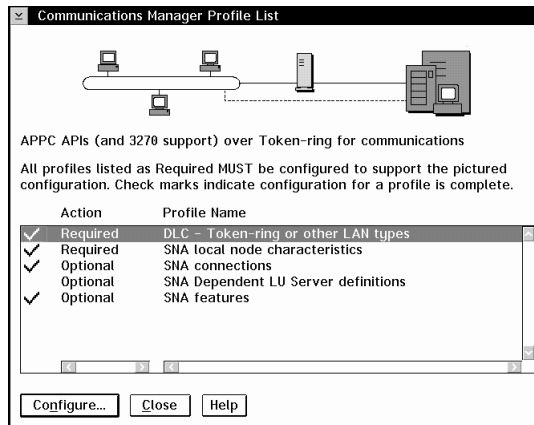 Communications Manager Profile List
APPC APIs (and 3270 support) over Token-ring for communications
All profiles listed as Required MUST be configured to support the pictured
configuration. Check marks indicate configuration for a profile is complete.
Action Profile Name
Required DLC - Token-ring or other LAN types
Required SNA local node characteristics
Optional SNA connections
Optional SNA Dependent LU Server definitions
Optional SNA features
Configure... Close Help